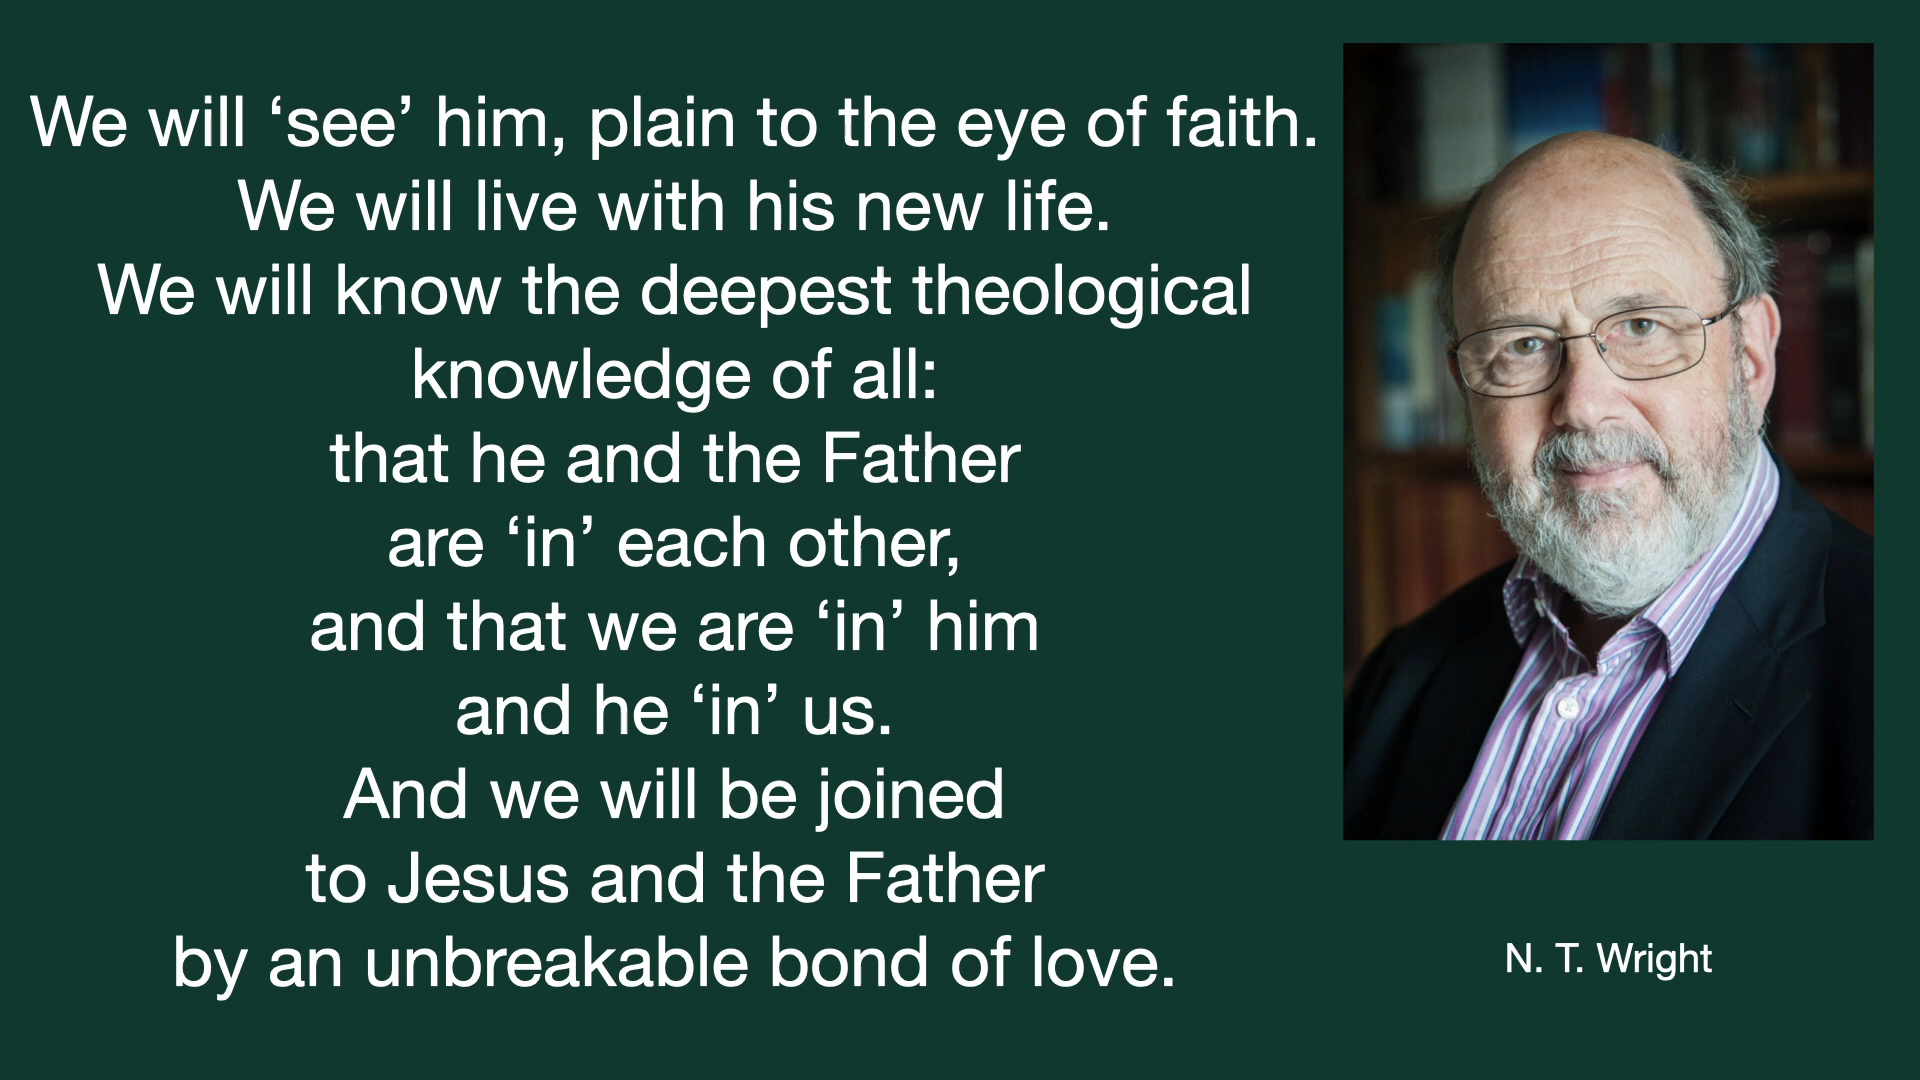 We will ‘see’ him, plain to the eye of faith.
We will live with his new life.
We will know the deepest theological
knowledge of all:
that he and the Father
are ‘in’ each other,
and that we are ‘in’ him
and he ‘in’ us.
And we will be joined
to Jesus and the Father
by an unbreakable bond of love.
N. T. Wright